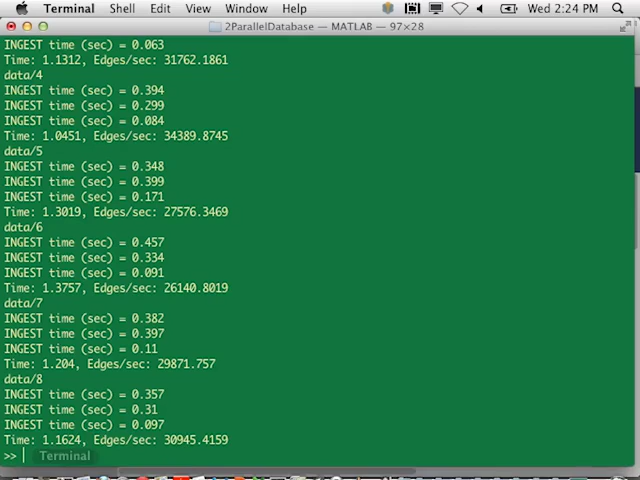 Terminal Shell Edit View Window Help Wed 2:24 PM
2ParallelDatabase — MATLAB — 97×28
INGEST time (sec) = 0.063
Time: 1.1312, Edges/sec: 31762.1861
data/4
INGEST time (sec) = 0.394
INGEST time (sec) = 0.299
INGEST time (sec) = 0.084
Time: 1.0451, Edges/sec: 34389.8745
data/5
INGEST time (sec) = 0.348
INGEST time (sec) = 0.399
INGEST time (sec) = 0.171
Time: 1.3019, Edges/sec: 27576.3469
data/6
INGEST time (sec) = 0.457
INGEST time (sec) = 0.334
INGEST time (sec) = 0.091
Time: 1.3757, Edges/sec: 26140.8019
data/7
INGEST time (sec) = 0.382
INGEST time (sec) = 0.397
INGEST time (sec) = 0.11
Time: 1.204, Edges/sec: 29871.757
data/8
INGEST time (sec) = 0.357
INGEST time (sec) = 0.31
INGEST time (sec) = 0.097
Time: 1.1624, Edges/sec: 30945.4159
>> Terminal